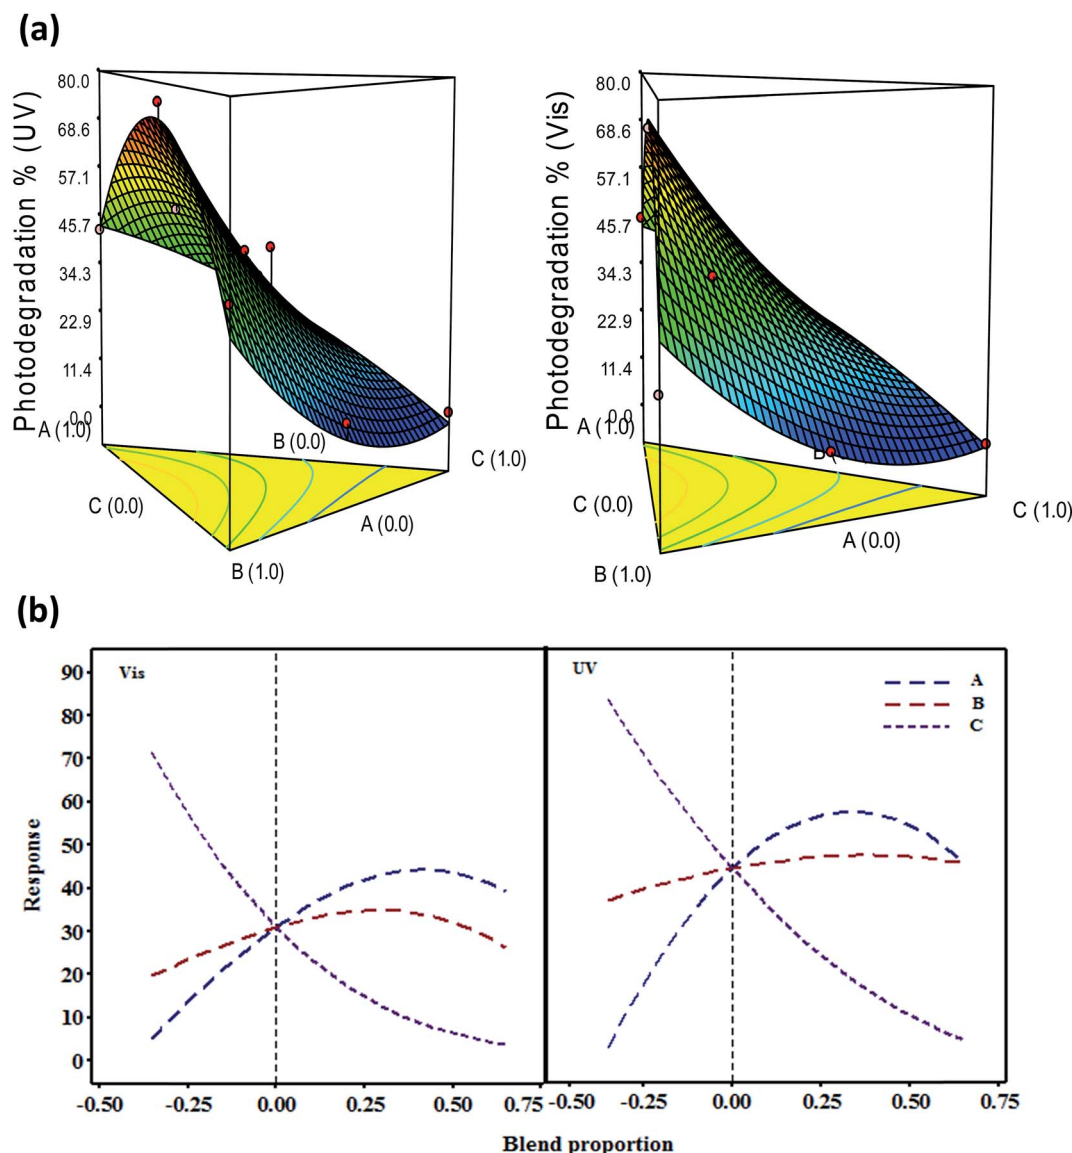 (a)
Photodegradation % (UV)
80.0
68.6
57.1
45.7
34.3
22.9
11.4
0.0
A (1.0)
B (0.0)
C (1.0)
C (0.0)
A (0.0)
B (1.0)
Photodegradation % (Vis)
80.0
68.6
57.1
45.7
34.3
22.9
11.4
0.0
A (1.0)
C (0.0)
C (1.0)
A (0.0)
B (1.0)
(b)
Vis
UV
A
B
C
Response
90
80
70
60
50
40
30
20
10
0
-0.50 -0.25 0.00 0.25 0.50 0.75 -0.50 -0.25 0.00 0.25 0.50 0.75
Blend proportion